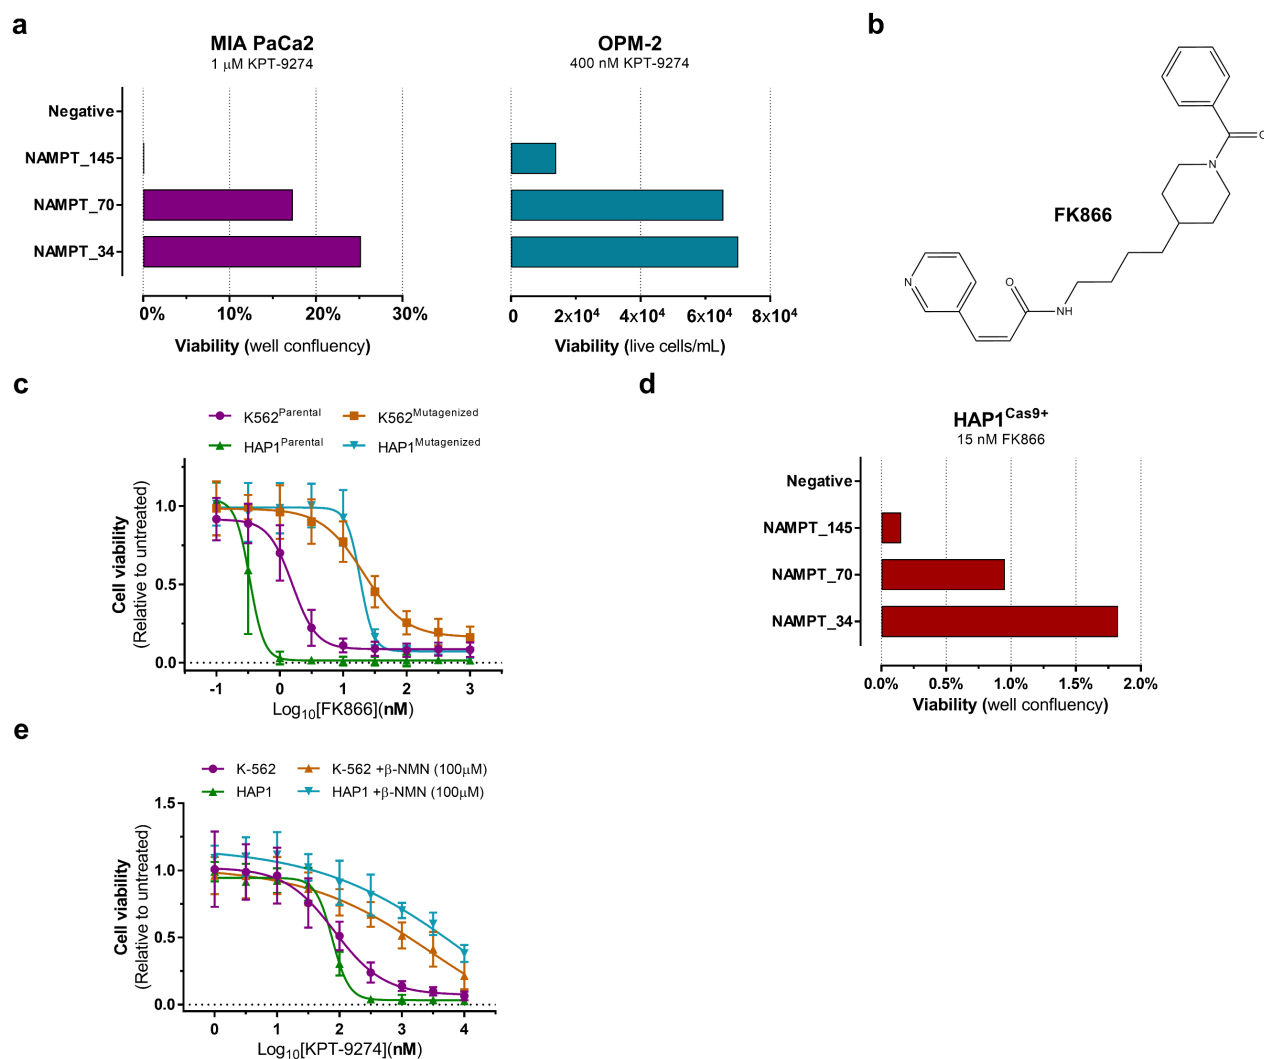 a
MIA PaCa2
1 μM KPT-9274
Negative
NAMPT_145
NAMPT_70
NAMPT_34
0% 10% 20% 30%
Viability (well confluency)
OPM-2
400 nM KPT-9274
0 2x10⁴ 4x10⁴ 6x10⁴ 8x10⁴
Viability (live cells/mL)
b
FK866
N
O
NH
N
O
c
K562Parental K562Mutagenized
HAP1Parental HAP1Mutagenized
Cell viability
(Relative to untreated)
1.0
0.5
0.0
-1 0 1 2 3
Log₁₀[FK866](nM)
d
HAP1Cas9+
15 nM FK866
Negative
NAMPT_145
NAMPT_70
NAMPT_34
0.0% 0.5% 1.0% 1.5% 2.0%
Viability (well confluency)
e
K-562 K-562 +β-NMN (100μM)
HAP1 HAP1 +β-NMN (100μM)
Cell viability
(Relative to untreated)
1.5
1.0
0.5
0.0
0 1 2 3 4
Log₁₀[KPT-9274](nM)